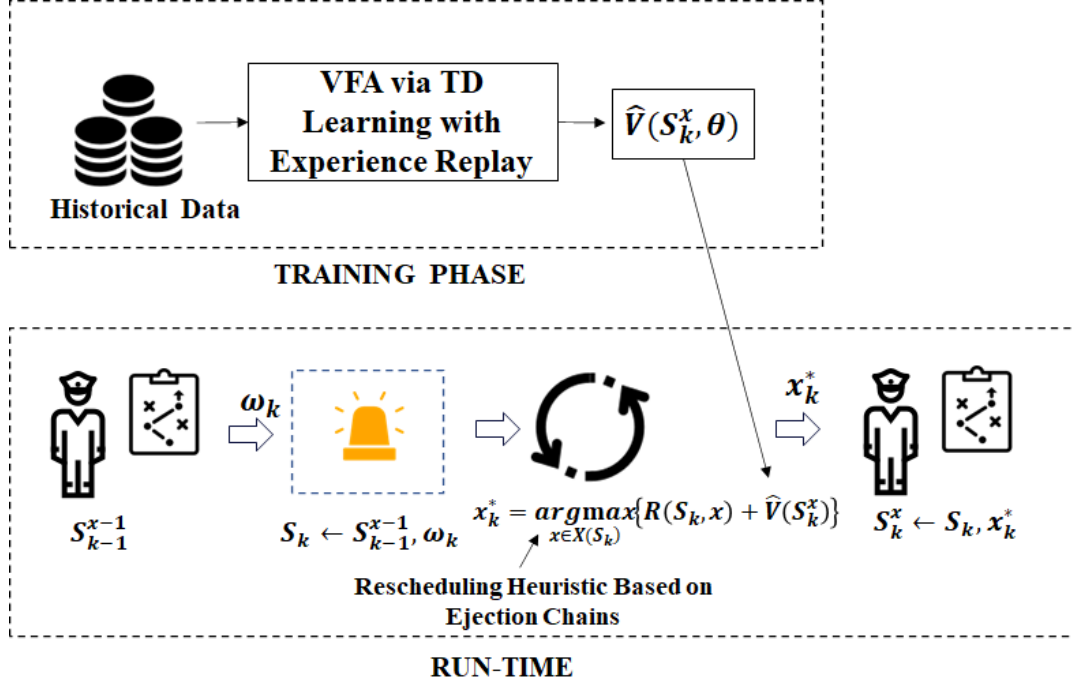 VFA via TD
Learning with
Experience Replay
V̂(S_k^x, θ)
Historical Data
TRAINING PHASE
ω_k
x_k^*
S_{k-1}^{x-1}
S_k ← S_{k-1}^{x-1}, ω_k
x_k^* = argmax_{x∈X(S_k)}{R(S_k, x) + V̂(S_k^x)}
S_k^x ← S_k, x_k^*
Rescheduling Heuristic Based on
Ejection Chains
RUN-TIME